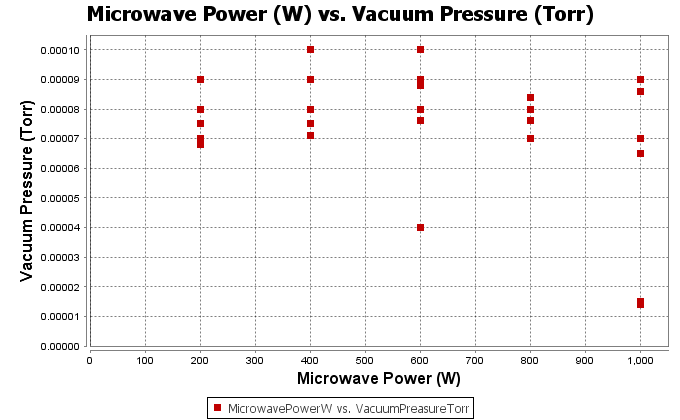 Microwave Power (W) vs. Vacuum Pressure (Torr)
Vacuum Pressure (Torr)
0.00010
0.00009
0.00008
0.00007
0.00006
0.00005
0.00004
0.00003
0.00002
0.00001
0.00000
0 100 200 300 400 500 600 700 800 900 1,000
Microwave Power (W)
MicrowavePowerW vs. VacuumPreasureTorr